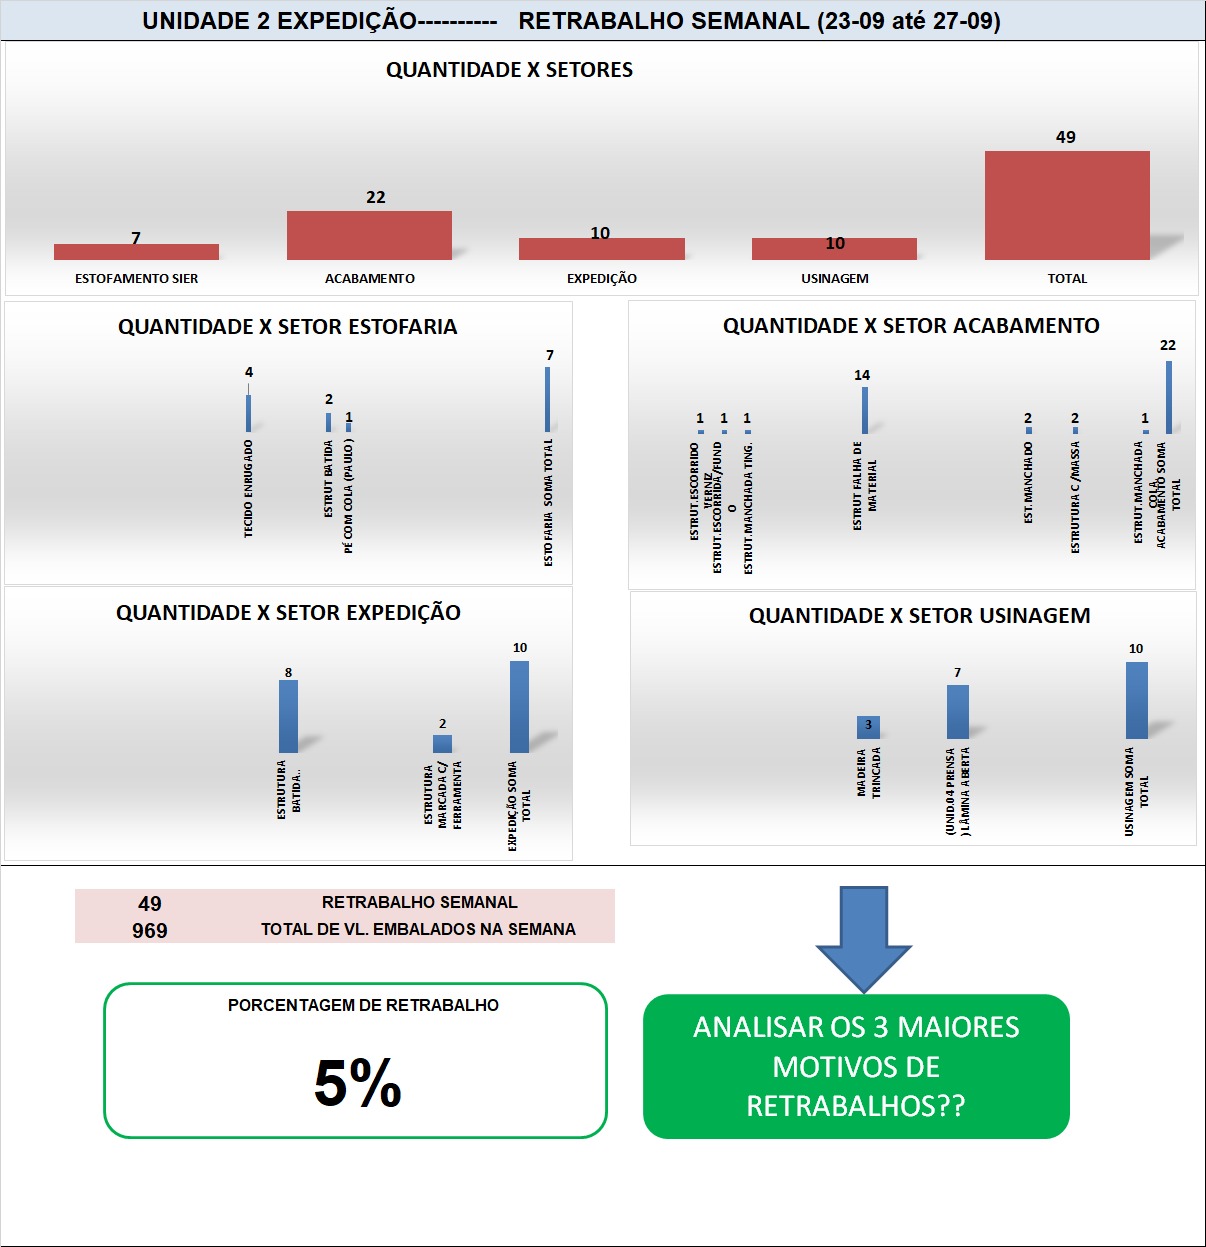 UNIDADE 2 EXPEDIÇÃO---------- RETRABALHO SEMANAL (23-09 até 27-09)
QUANTIDADE X SETORES
7
22
10
10
49
ESTOFAMENTO SIER
ACABAMENTO
EXPEDIÇÃO
USINAGEM
TOTAL
QUANTIDADE X SETOR ESTOFARIA
4
2
1
7
TECIDO ENRUGADO
ESTRUT BATIDA
PÉ COM COLA (PAULO)
ESTOFARIA SOMA TOTAL
QUANTIDADE X SETOR ACABAMENTO
1
1
1
14
2
2
1
22
ESTRUT.ESCORRIDO
VERNIZ
ESTRUT.ESCORRIDA/FUND
O
ESTRUT.MANCHADA TING.
ESTRUT FALHA DE
MATERIAL
EST.MANCHADO
ESTRUTURA C/MASSA
ESTRUT.MANCHADA
COLA
ACABAMENTO SOMA
TOTAL
QUANTIDADE X SETOR EXPEDIÇÃO
8
2
10
ESTRUTURA
BATIDA..
ESTRUTURA
MARCADA C/
FERRAMENTA
EXPEDIÇÃO SOMA
TOTAL
QUANTIDADE X SETOR USINAGEM
3
7
10
MADEIRA
TRINCADA
(UNID.04 PRENSA
) LÂMINA ABERTA
USINAGEM SOMA
TOTAL
49 RETRABALHO SEMANAL
969 TOTAL DE VL. EMBALADOS NA SEMANA
PORCENTAGEM DE RETRABALHO
5%
ANALISAR OS 3 MAIORES
MOTIVOS DE
RETRABALHOS??